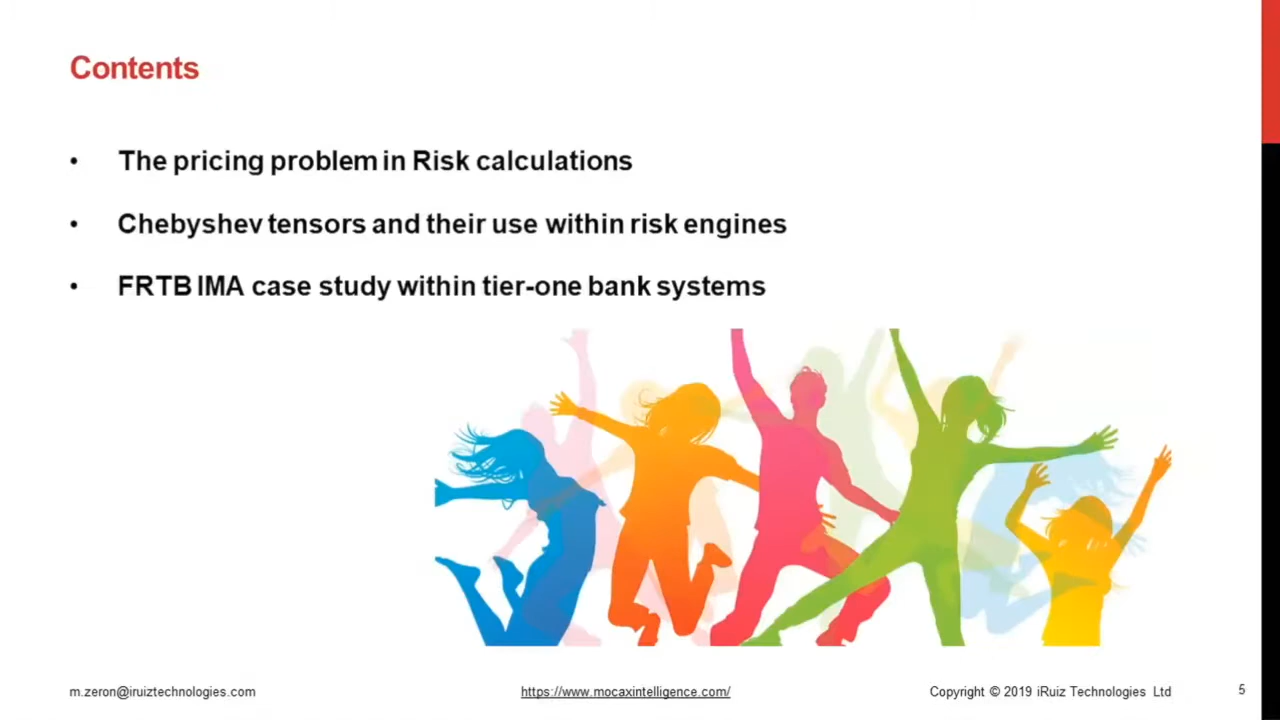 Contents
• The pricing problem in Risk calculations
• Chebyshev tensors and their use within risk engines
• FRTB IMA case study within tier-one bank systems
m.zeron@iruiztechnologies.com
https://www.mocaxintelligence.com/
Copyright © 2019 iRuiz Technologies Ltd
5